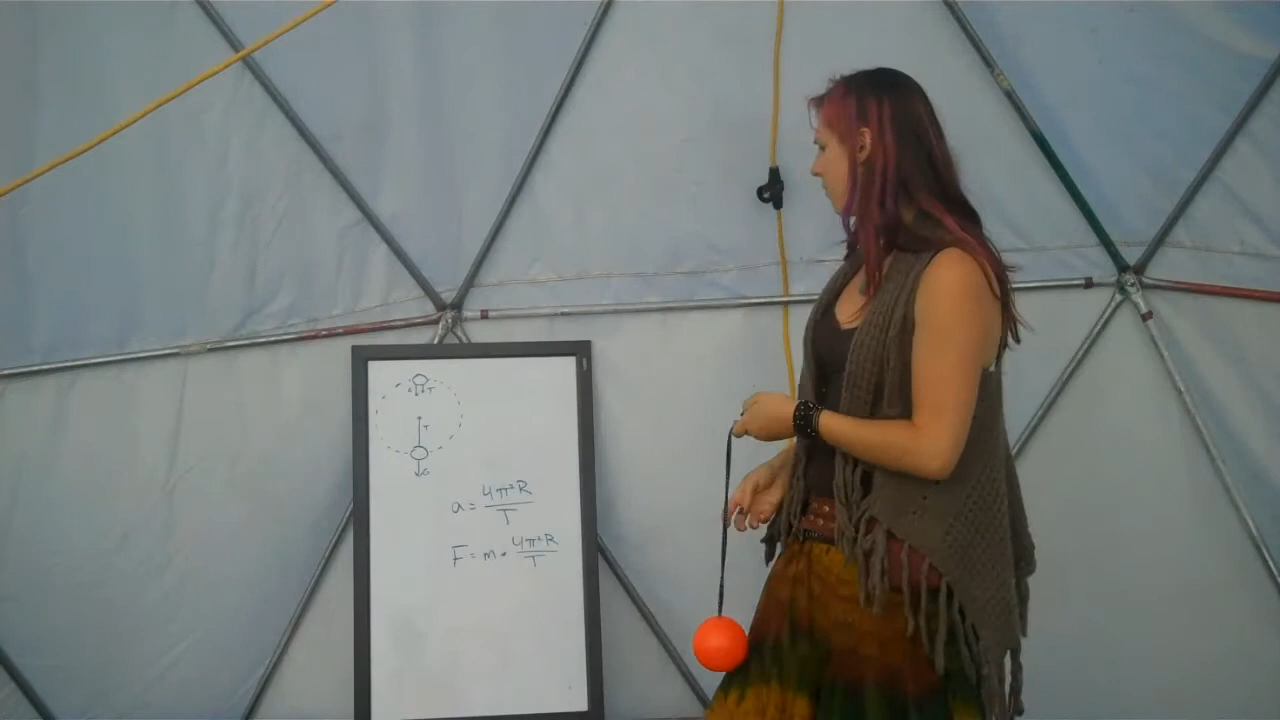 T
T
G
a = 4π²R / T
F = m • 4π²R / T